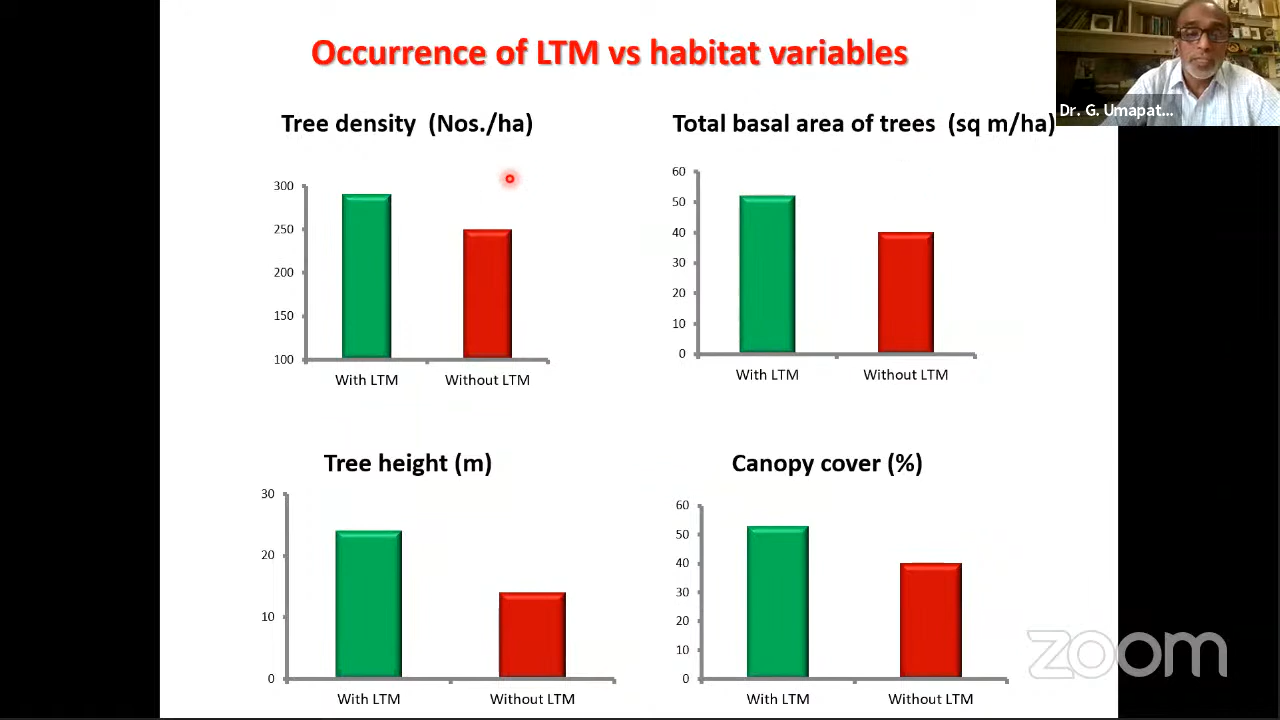 Occurrence of LTM vs habitat variables
Dr. G. Umapat...
Tree density (Nos./ha)
300
250
200
150
100
With LTM Without LTM
Total basal area of trees (sq m/ha)
60
50
40
30
20
10
0
With LTM Without LTM
Tree height (m)
30
20
10
0
With LTM Without LTM
Canopy cover (%)
60
50
40
30
20
10
0
With LTM Without LTM
zoom